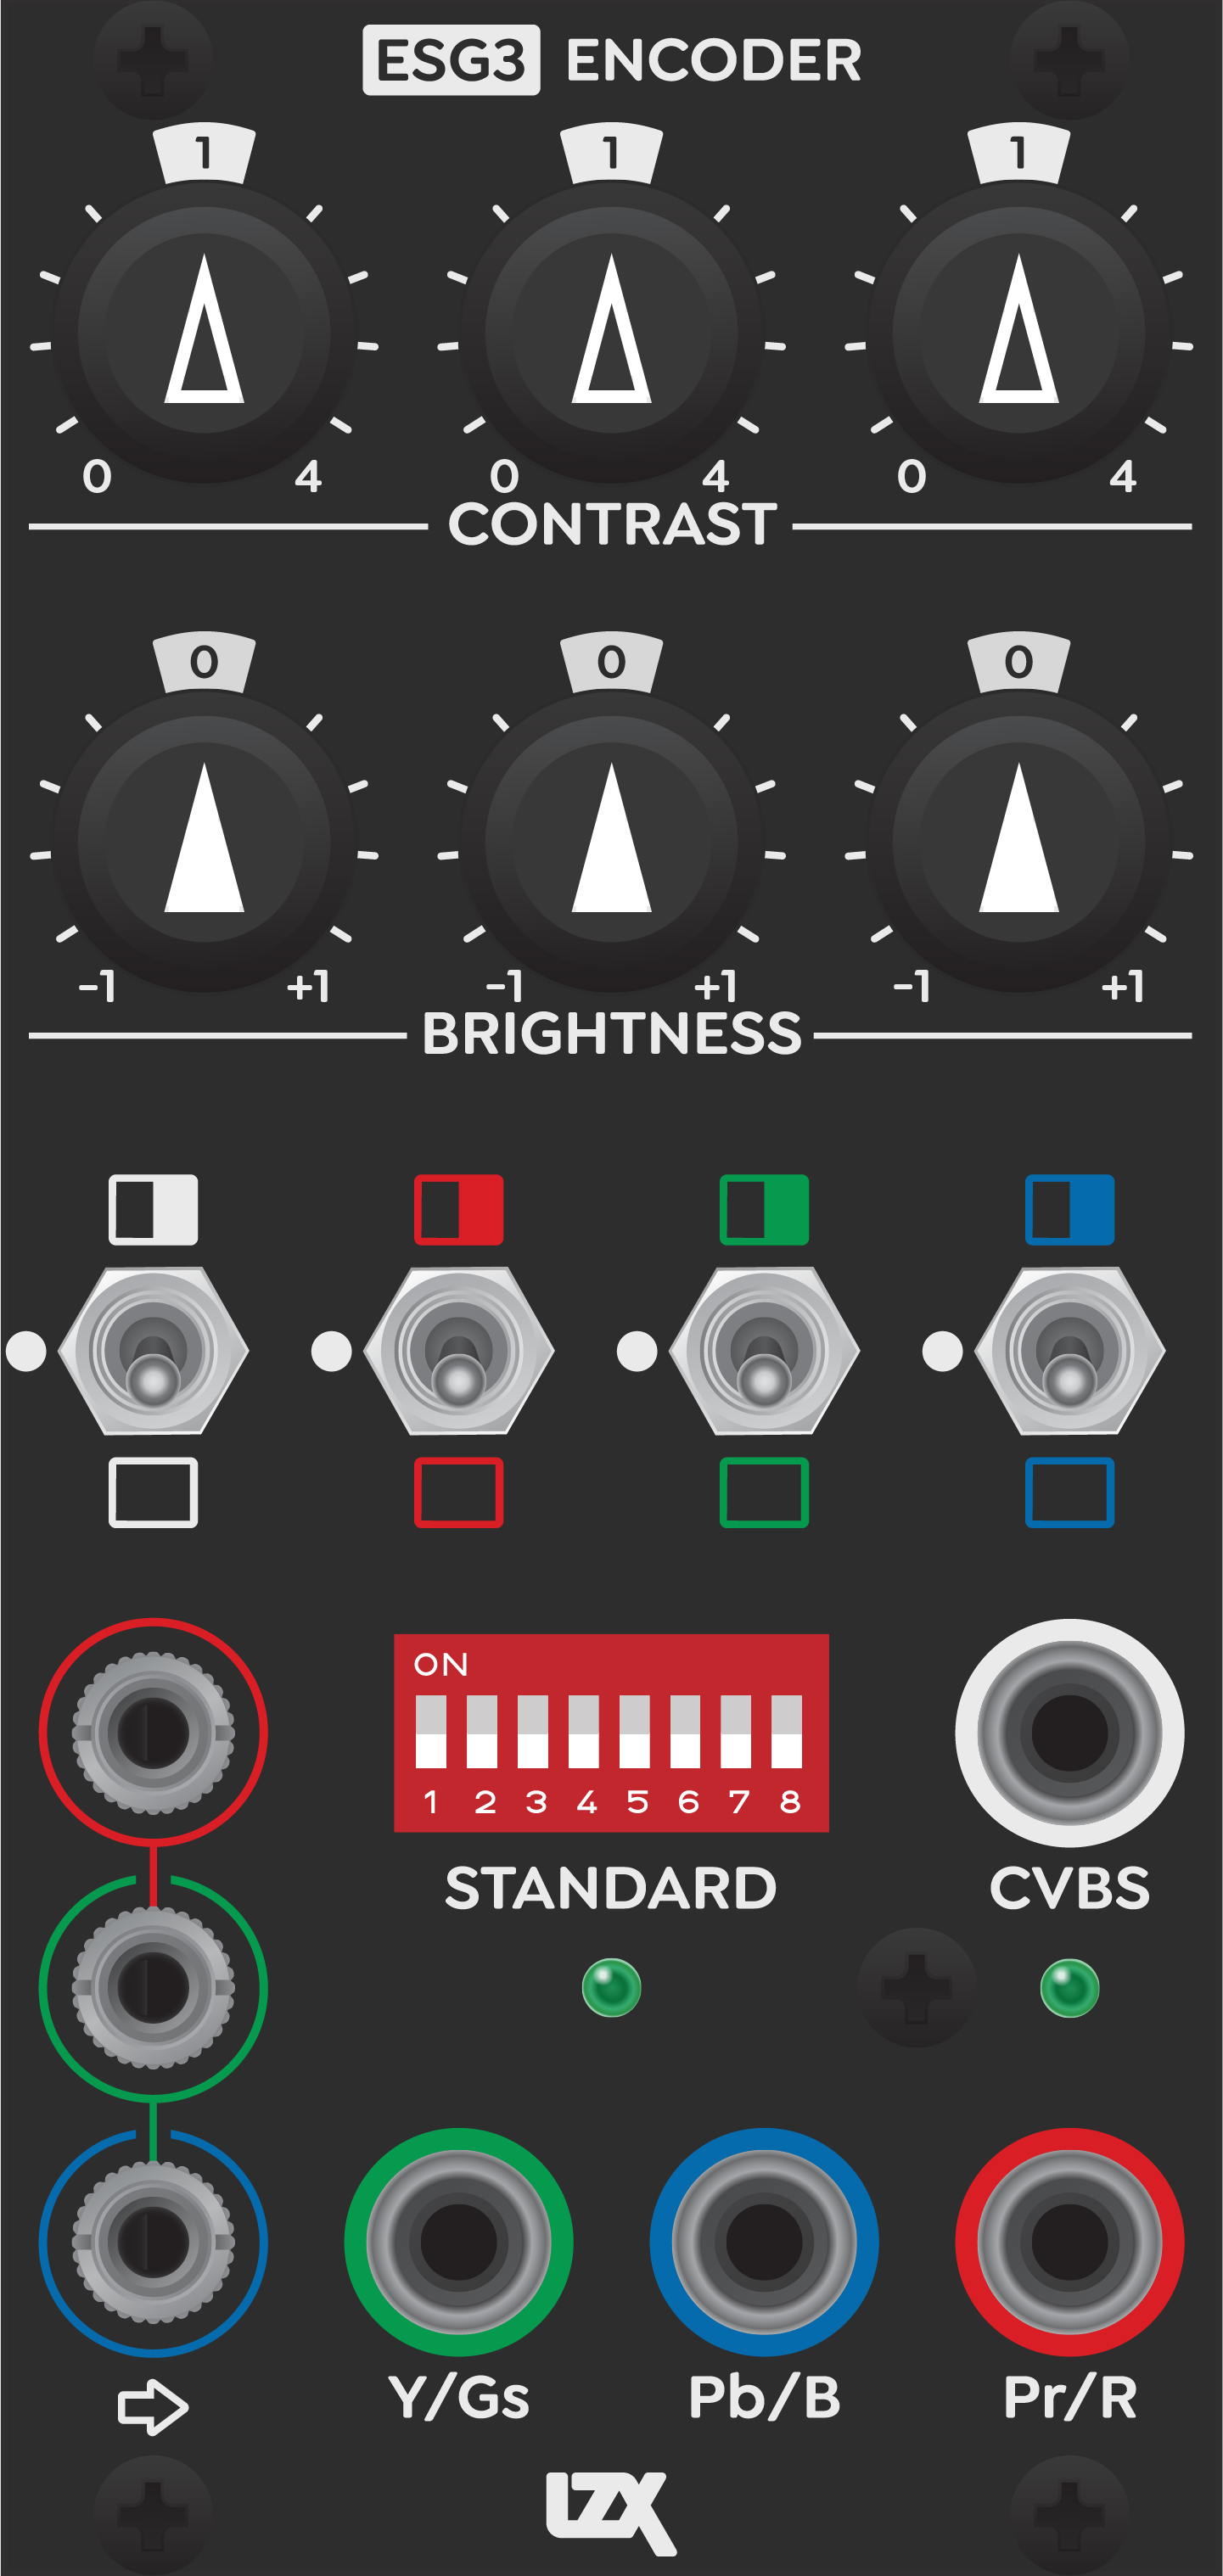 ESG3 ENCODER
1 1 1
0 4 0 4 0 4
CONTRAST
0 0 0
-1 +1 -1 +1 -1 +1
BRIGHTNESS
ON
1 2 3 4 5 6 7 8
STANDARD CVBS
Y/Gs Pb/B Pr/R
LZX